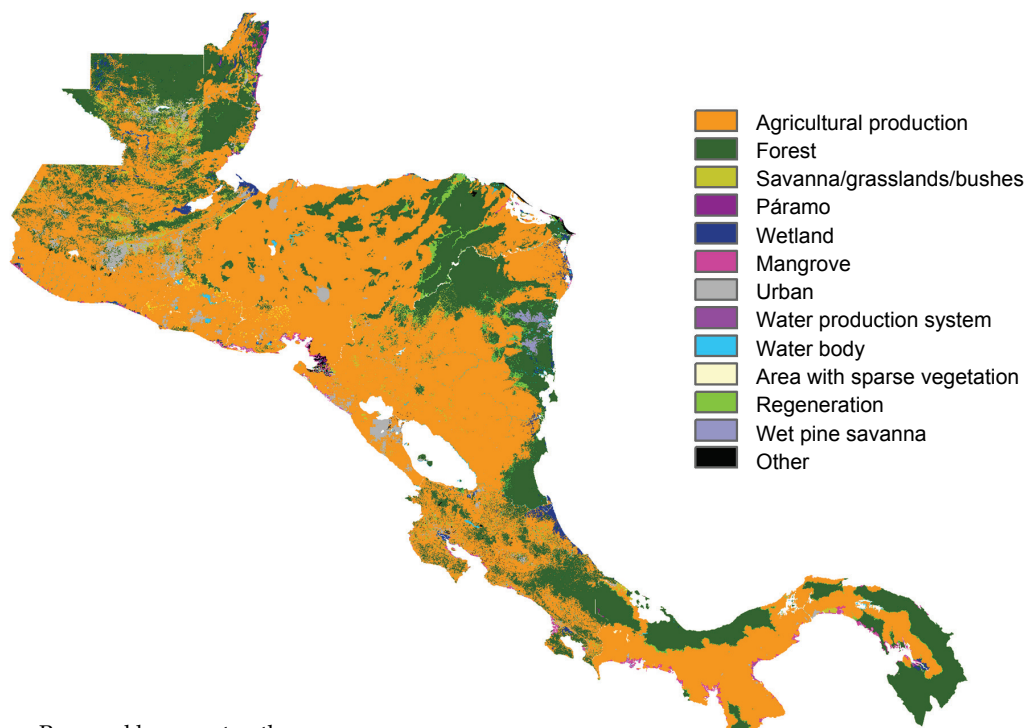 Agricultural production
Forest
Savanna/grasslands/bushes
Páramo
Wetland
Mangrove
Urban
Water production system
Water body
Area with sparse vegetation
Regeneration
Wet pine savanna
Other